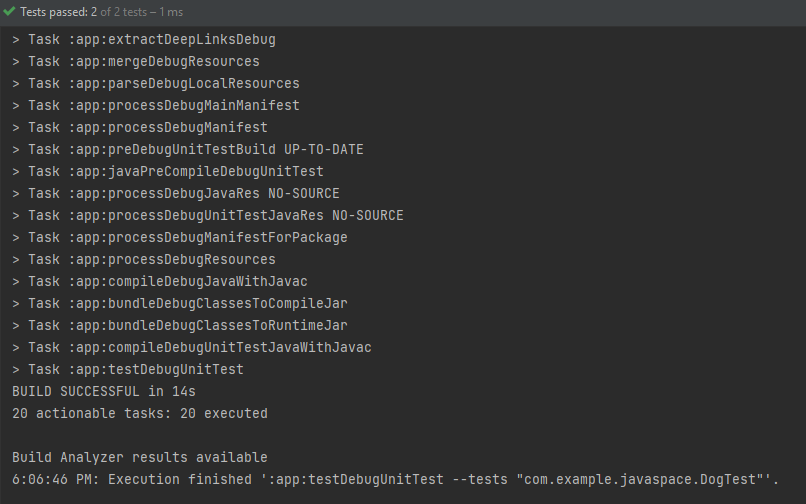 Tests passed: 2 of 2 tests – 1 ms
> Task :app:extractDeepLinksDebug
> Task :app:mergeDebugResources
> Task :app:parseDebugLocalResources
> Task :app:processDebugMainManifest
> Task :app:processDebugManifest
> Task :app:preDebugUnitTestBuild UP-TO-DATE
> Task :app:javaPreCompileDebugUnitTest
> Task :app:processDebugJavaRes NO-SOURCE
> Task :app:processDebugUnitTestJavaRes NO-SOURCE
> Task :app:processDebugManifestForPackage
> Task :app:processDebugResources
> Task :app:compileDebugJavaWithJavac
> Task :app:bundleDebugClassesToCompileJar
> Task :app:bundleDebugClassesToRuntimeJar
> Task :app:compileDebugUnitTestJavaWithJavac
> Task :app:testDebugUnitTest
BUILD SUCCESSFUL in 14s
20 actionable tasks: 20 executed
Build Analyzer results available
6:06:46 PM: Execution finished ':app:testDebugUnitTest --tests "com.example.javaspace.DogTest"'.